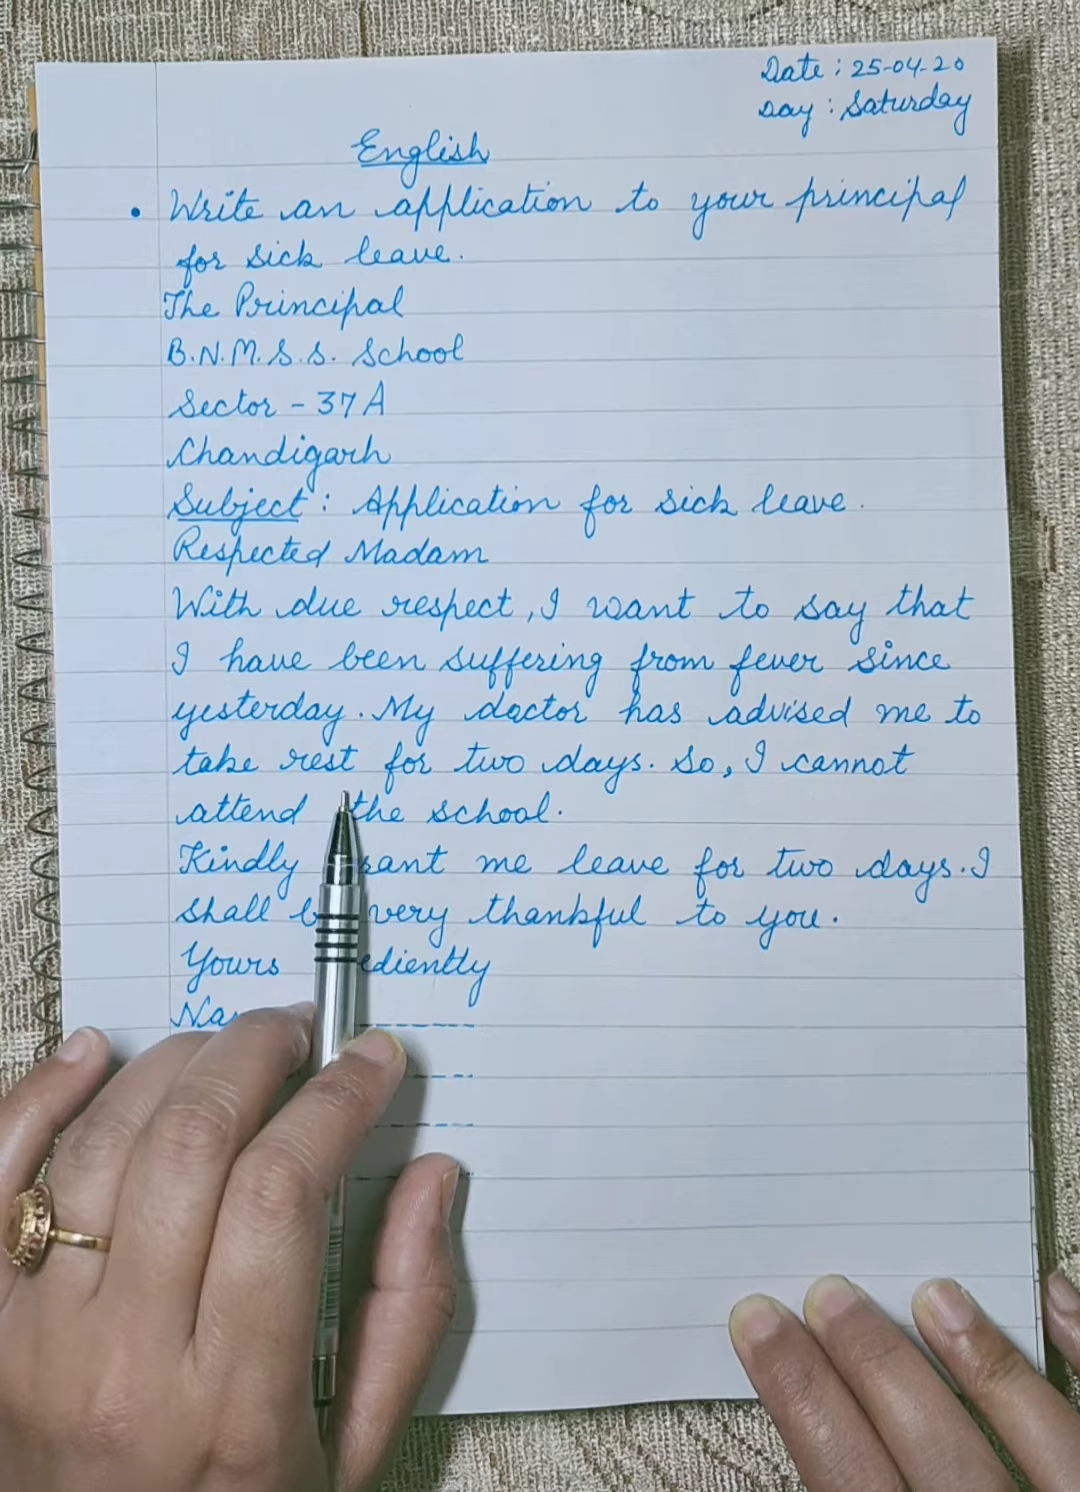 Date : 25-04-20
Day : Saturday
English
• Write an application to your principal
for sick leave.
The Principal
B.N.M.S.S. School
Sector - 37A
Chandigarh
Subject : Application for sick leave.
Respected Madam
With due respect, I want to say that
I have been suffering from fever since
yesterday. My doctor has advised me to
take rest for two days. So, I cannot
attend the school.
Kindly me leave for two days. I
shall very thankful to you.
Yours